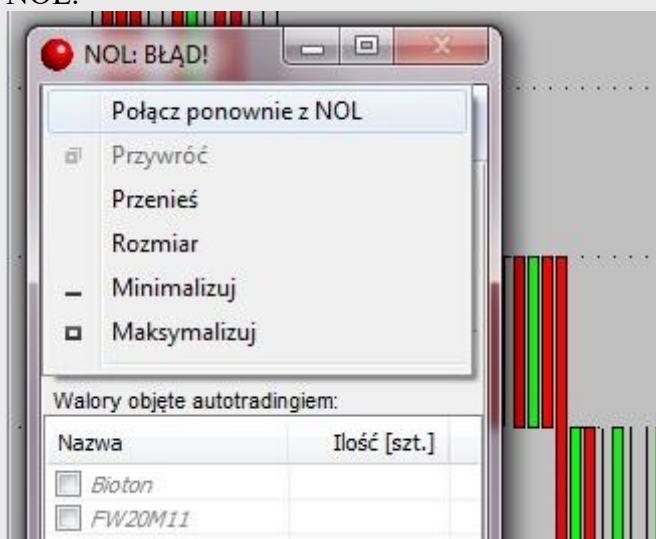 NOL:
NOL: BŁĄD!
Połącz ponownie z NOL
Przywróć
Przenieś
Rozmiar
Minimalizuj
Maksymalizuj
Walory objęte autotradingiem:
Nazwa Ilość [szt.]
Bioton
FW20M11